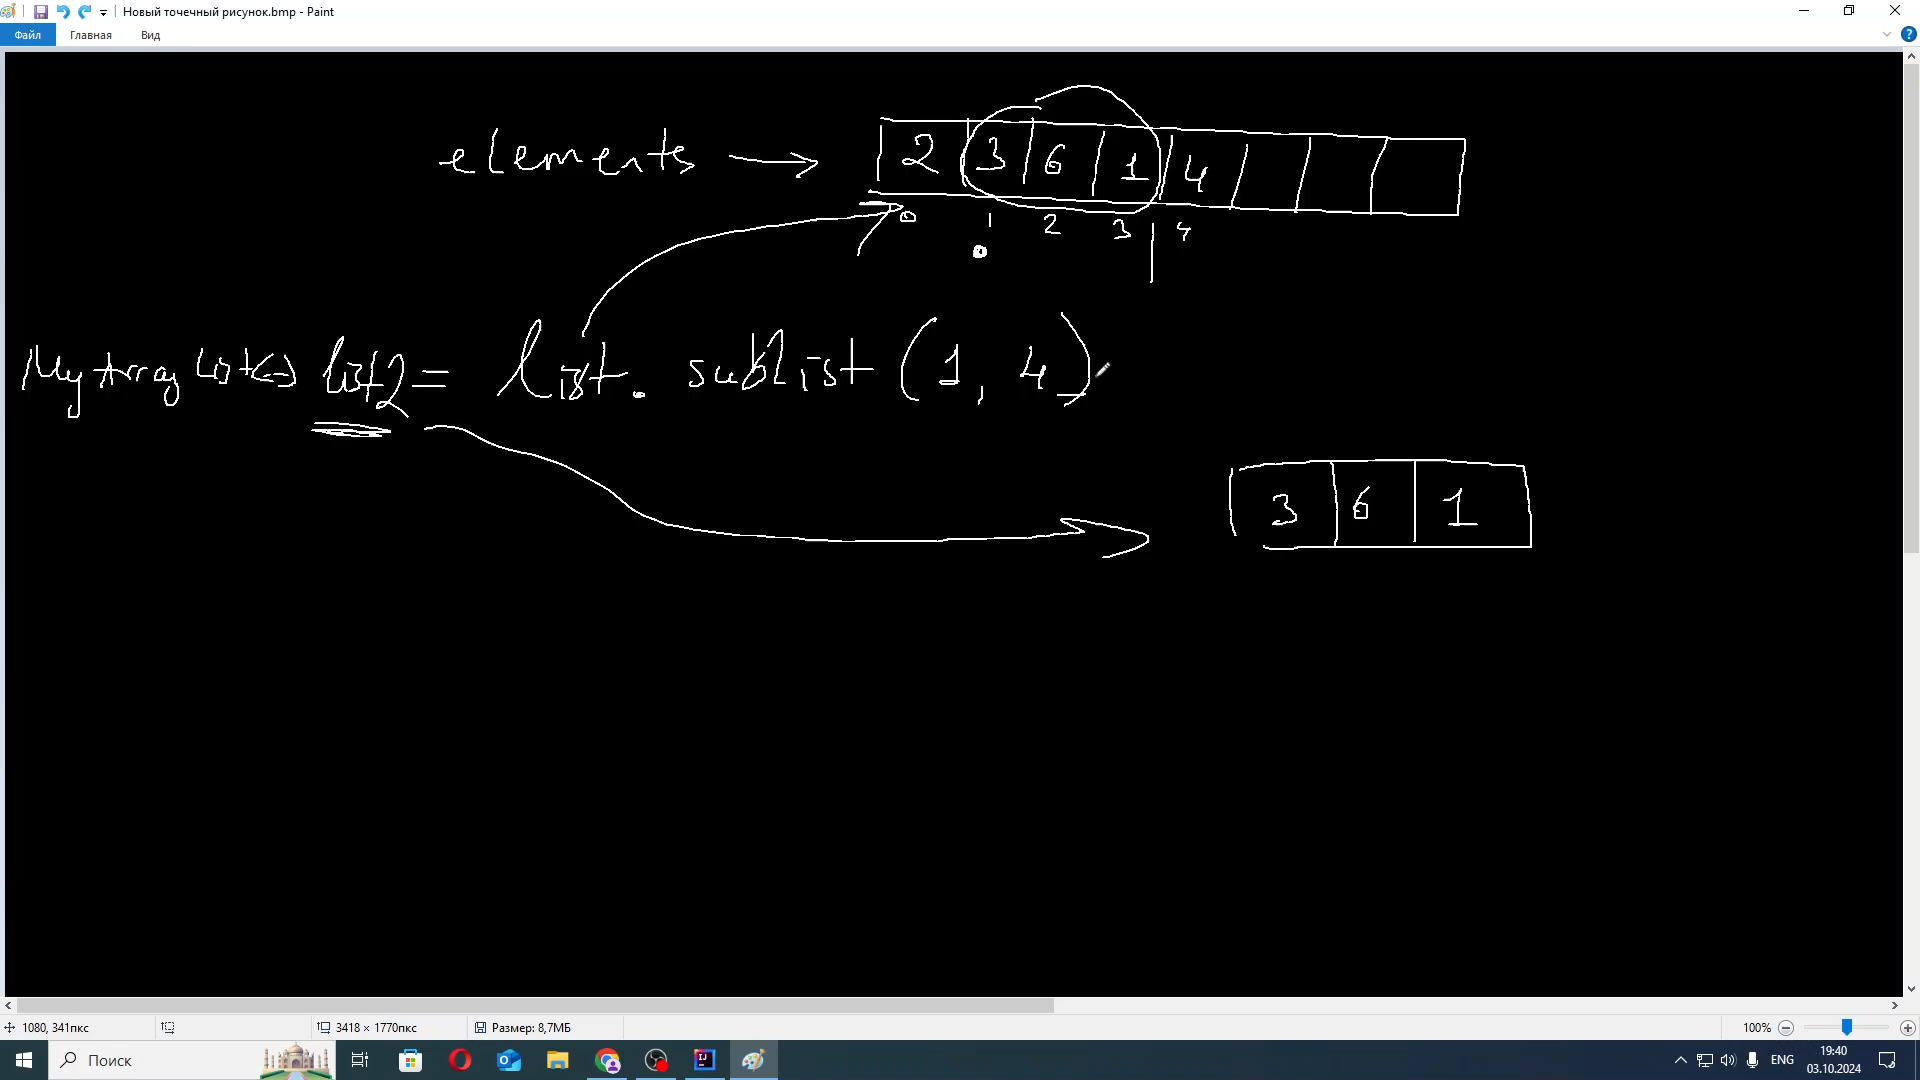 Новый точечный рисунок.bmp - Paint
Файл Главная Вид
elements → 2 3 6 1 4
0 1 2 3 4
0
MyArrayList<> list2 = list. subList (1, 4)
3 6 1
1080, 341пкс 3418 × 1770пкс Размер: 8,7МБ 100%
Поиск ENG 19:40
03.10.2024